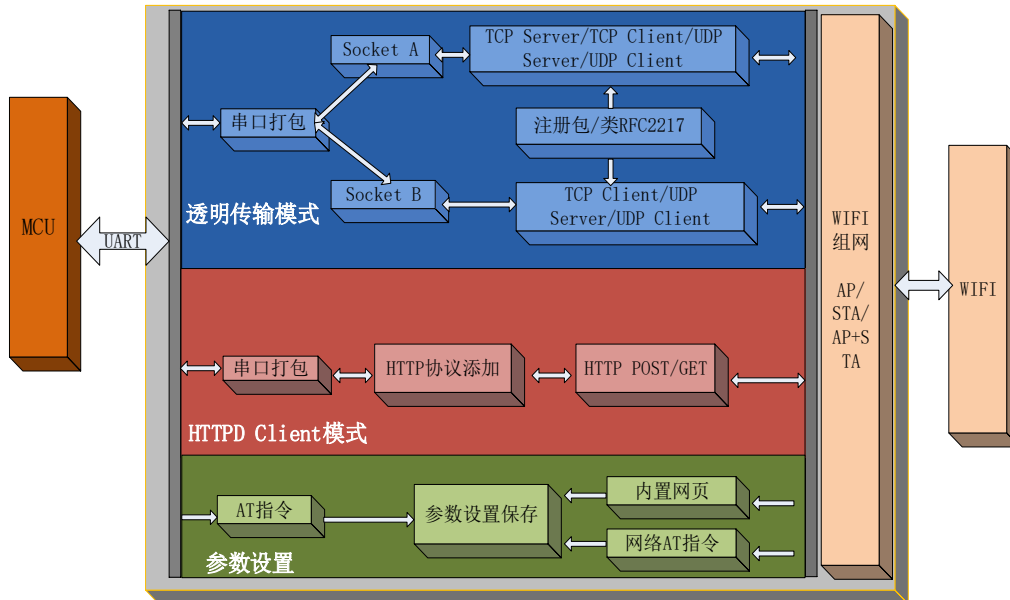 MCU
UART
Socket A
TCP Server/TCP Client/UDP
Server/UDP Client
串口打包
注册包/类RFC2217
Socket B
TCP Client/UDP
Server/UDP Client
透明传输模式
串口打包
HTTP协议添加
HTTP POST/GET
HTTPD Client模式
AT指令
参数设置保存
内置网页
网络AT指令
参数设置
WIFI
组网
AP/
STA/
AP+S
TA
WIFI